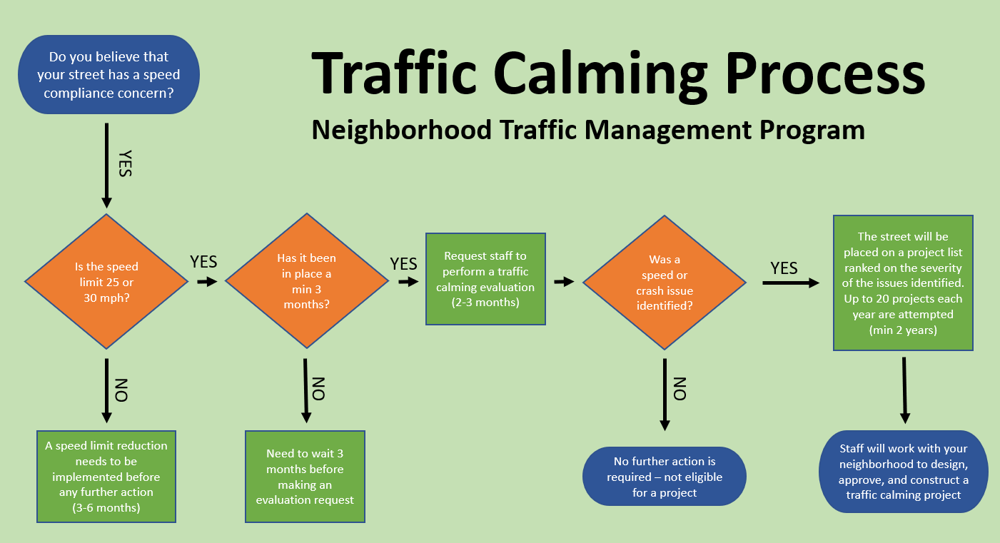 Traffic Calming Process
Neighborhood Traffic Management Program
Do you believe that
your street has a speed
compliance concern?
YES
Is the speed
limit 25 or
30 mph?
YES
NO
A speed limit reduction
needs to be
implemented before
any further action
(3-6 months)
Has it been
in place a
min 3
months?
YES
NO
Need to wait 3
months before
making an
evaluation request
Request staff to
perform a traffic
calming evaluation
(2-3 months)
Was a
speed or
crash issue
identified?
YES
NO
No further action is
required – not eligible
for a project
The street will be
placed on a project list
ranked on the severity
of the issues identified.
Up to 20 projects each
year are attempted
(min 2 years)
Staff will work with your
neighborhood to design,
approve, and construct a
traffic calming project